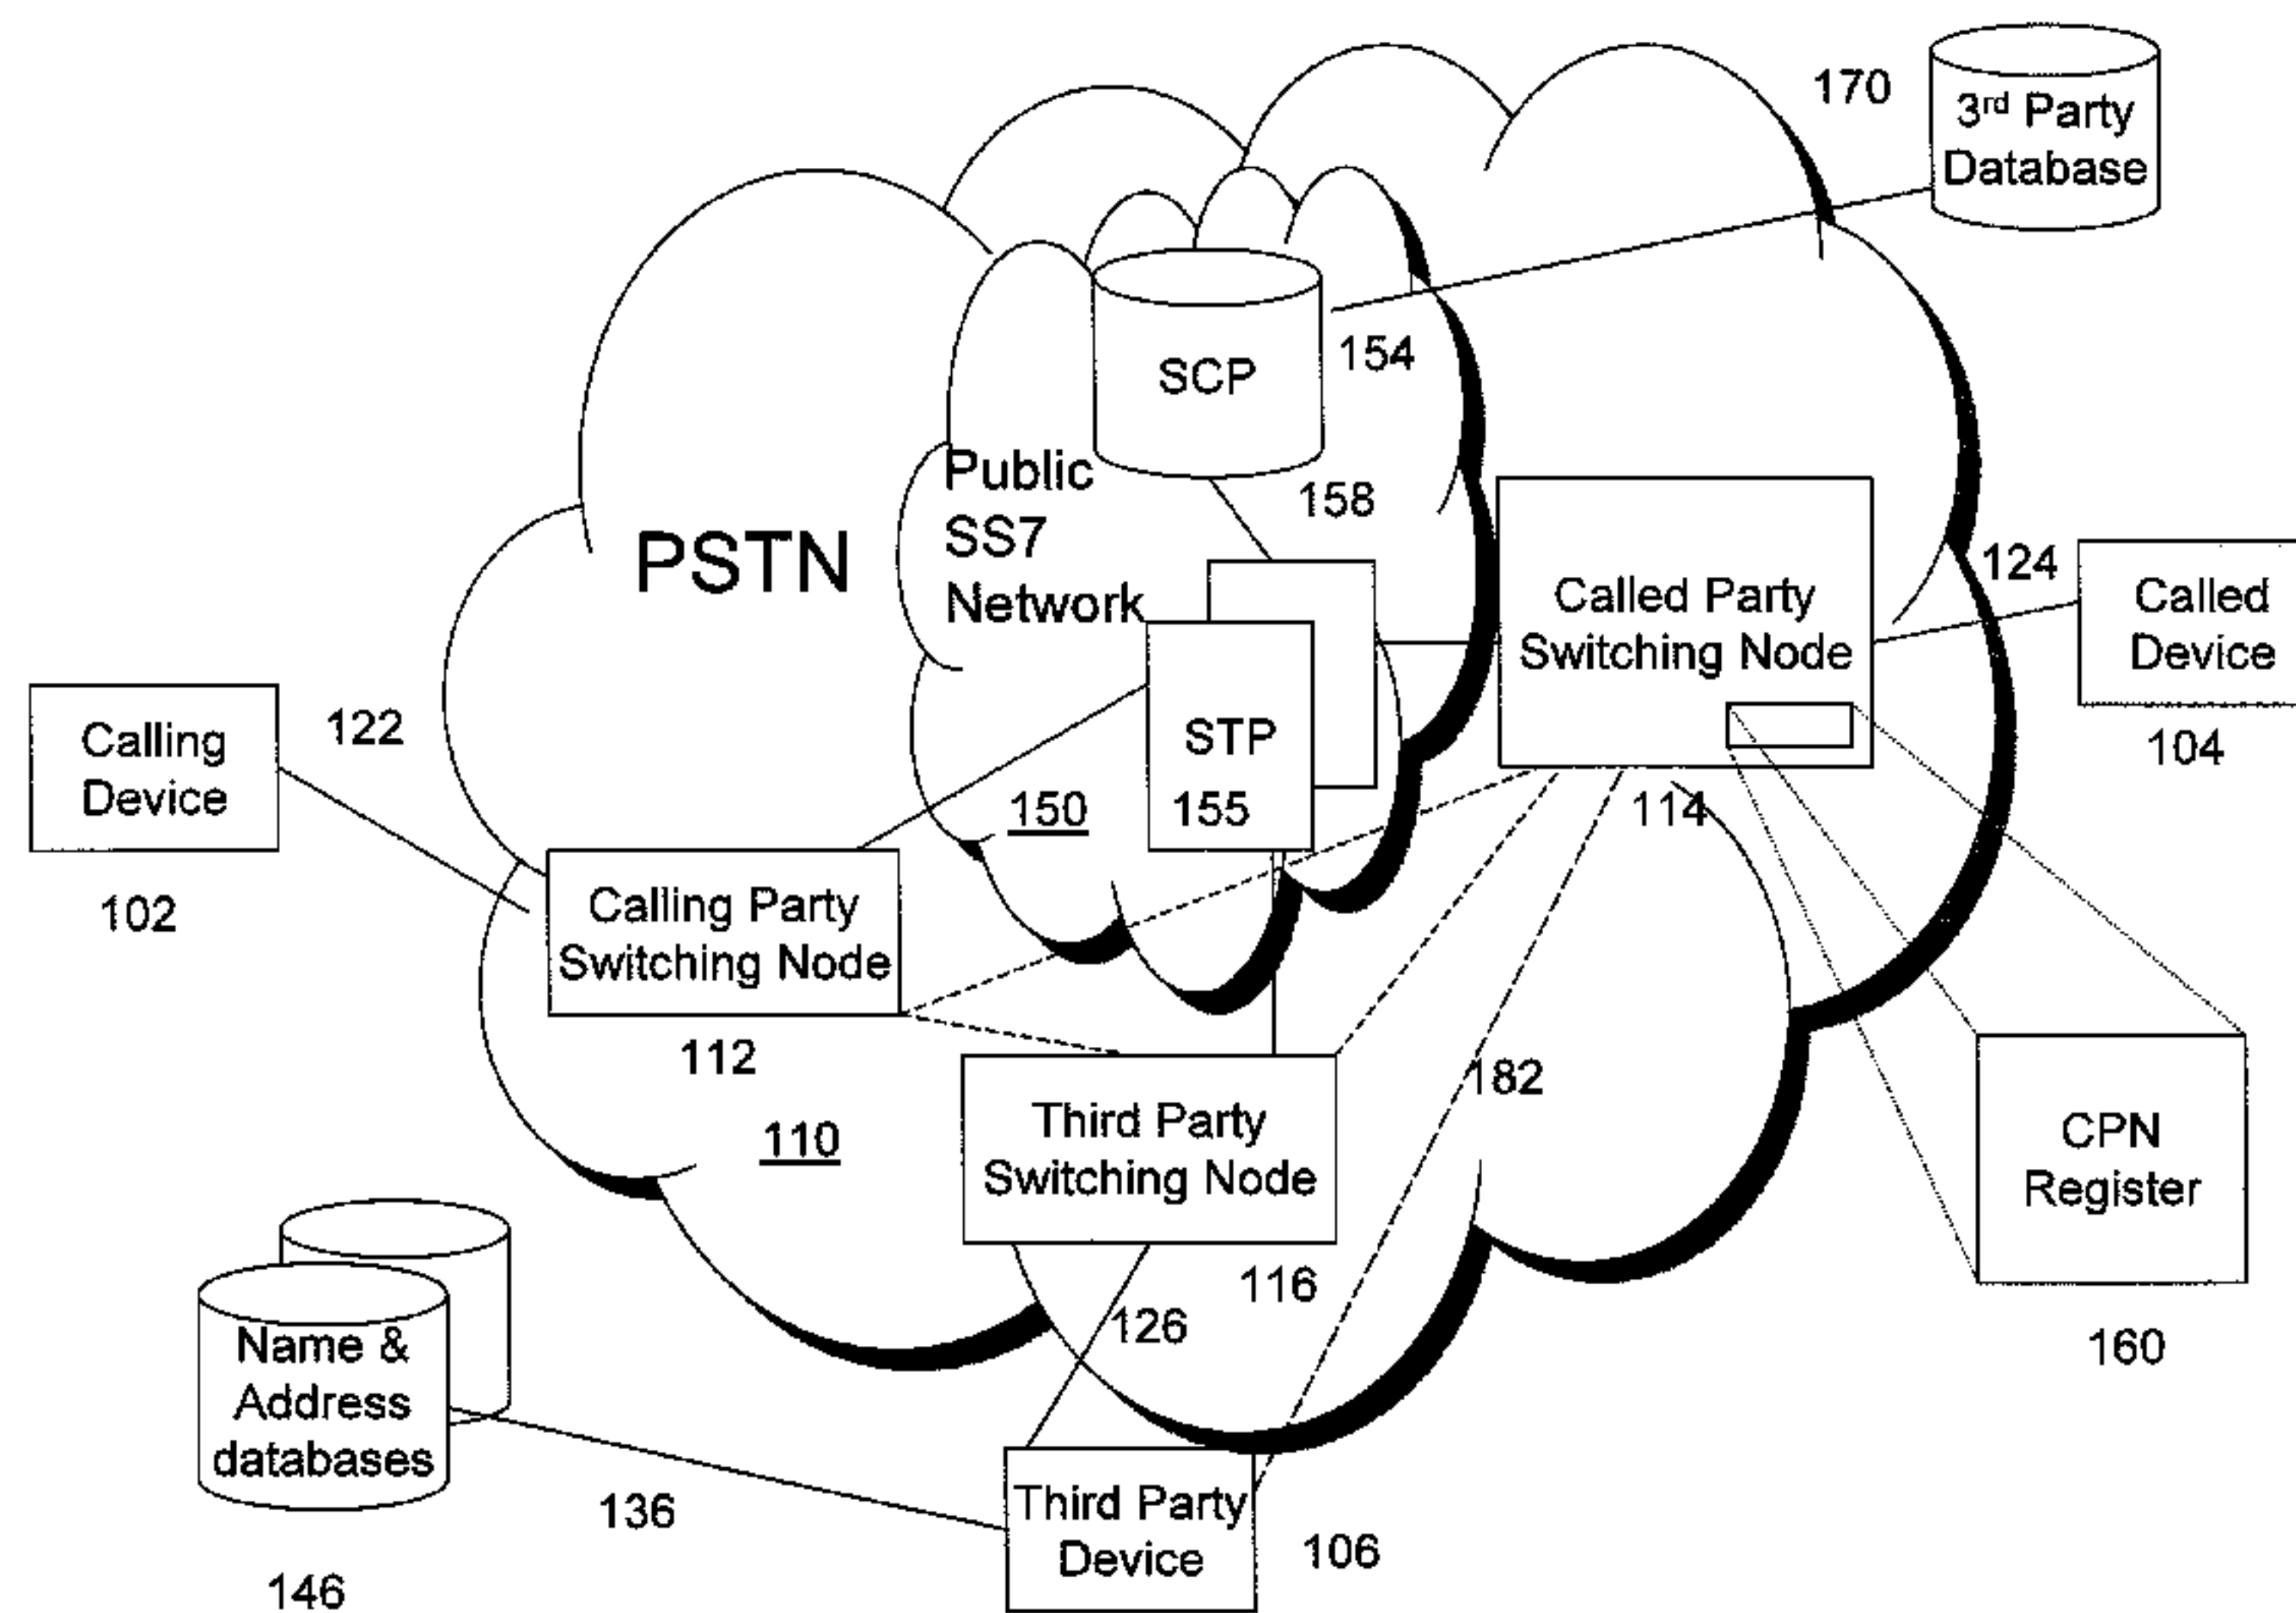 170
3rd Party
Database
154
SCP
Public
SS7
Network
158
PSTN
124
Called Party
Switching Node
Called
Device
104
122
Calling
Device
102
STP
155
150
114
Calling Party
Switching Node
112
182
110
Third Party
Switching Node
116
126
CPN
Register
160
Name &
Address
databases
136
146
Third Party
Device
106